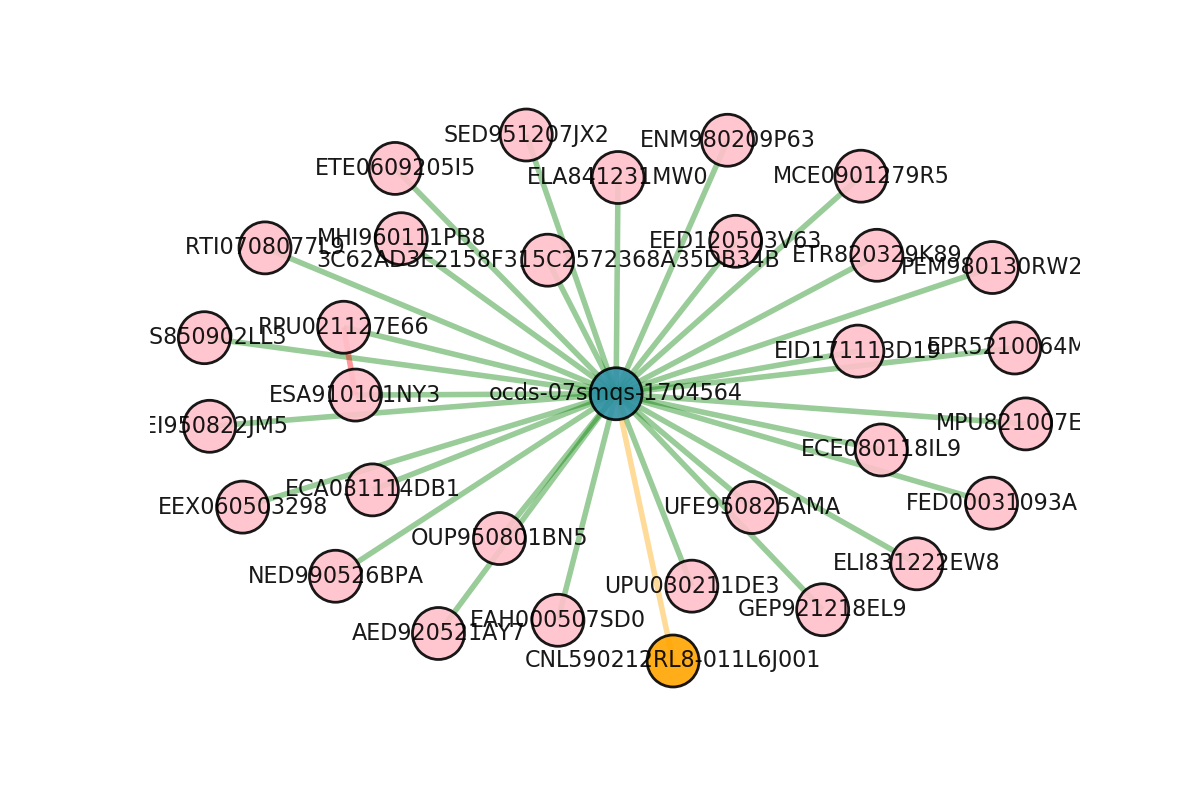 SED951207JX2
ENM980209P63
ETE0609205I5
ELA841231MW0
MCE0901279R5
MHI960111PB8
RTI0708077L9
EED120503V63
ETR820329K89
3C62AD3E2158F315C2572368A35DB34B
PEM980130RW2
RPU021127E66
S850902LL3
EID171113D19
EPR5210064M
ESA910101NY3
ocds-07smqs-1704564
EI950822JM5
MPU821007E
ECE080118IL9
ECA031114DB1
EEX060503298
UFE950825AMA
FED00031093A
OUP950801BN5
ELI831222EW8
NED990526BPA
UPU030211DE3
GEP921218EL9
EAH000507SD0
AED920521AY7
CNL590212RL8-011L6J001